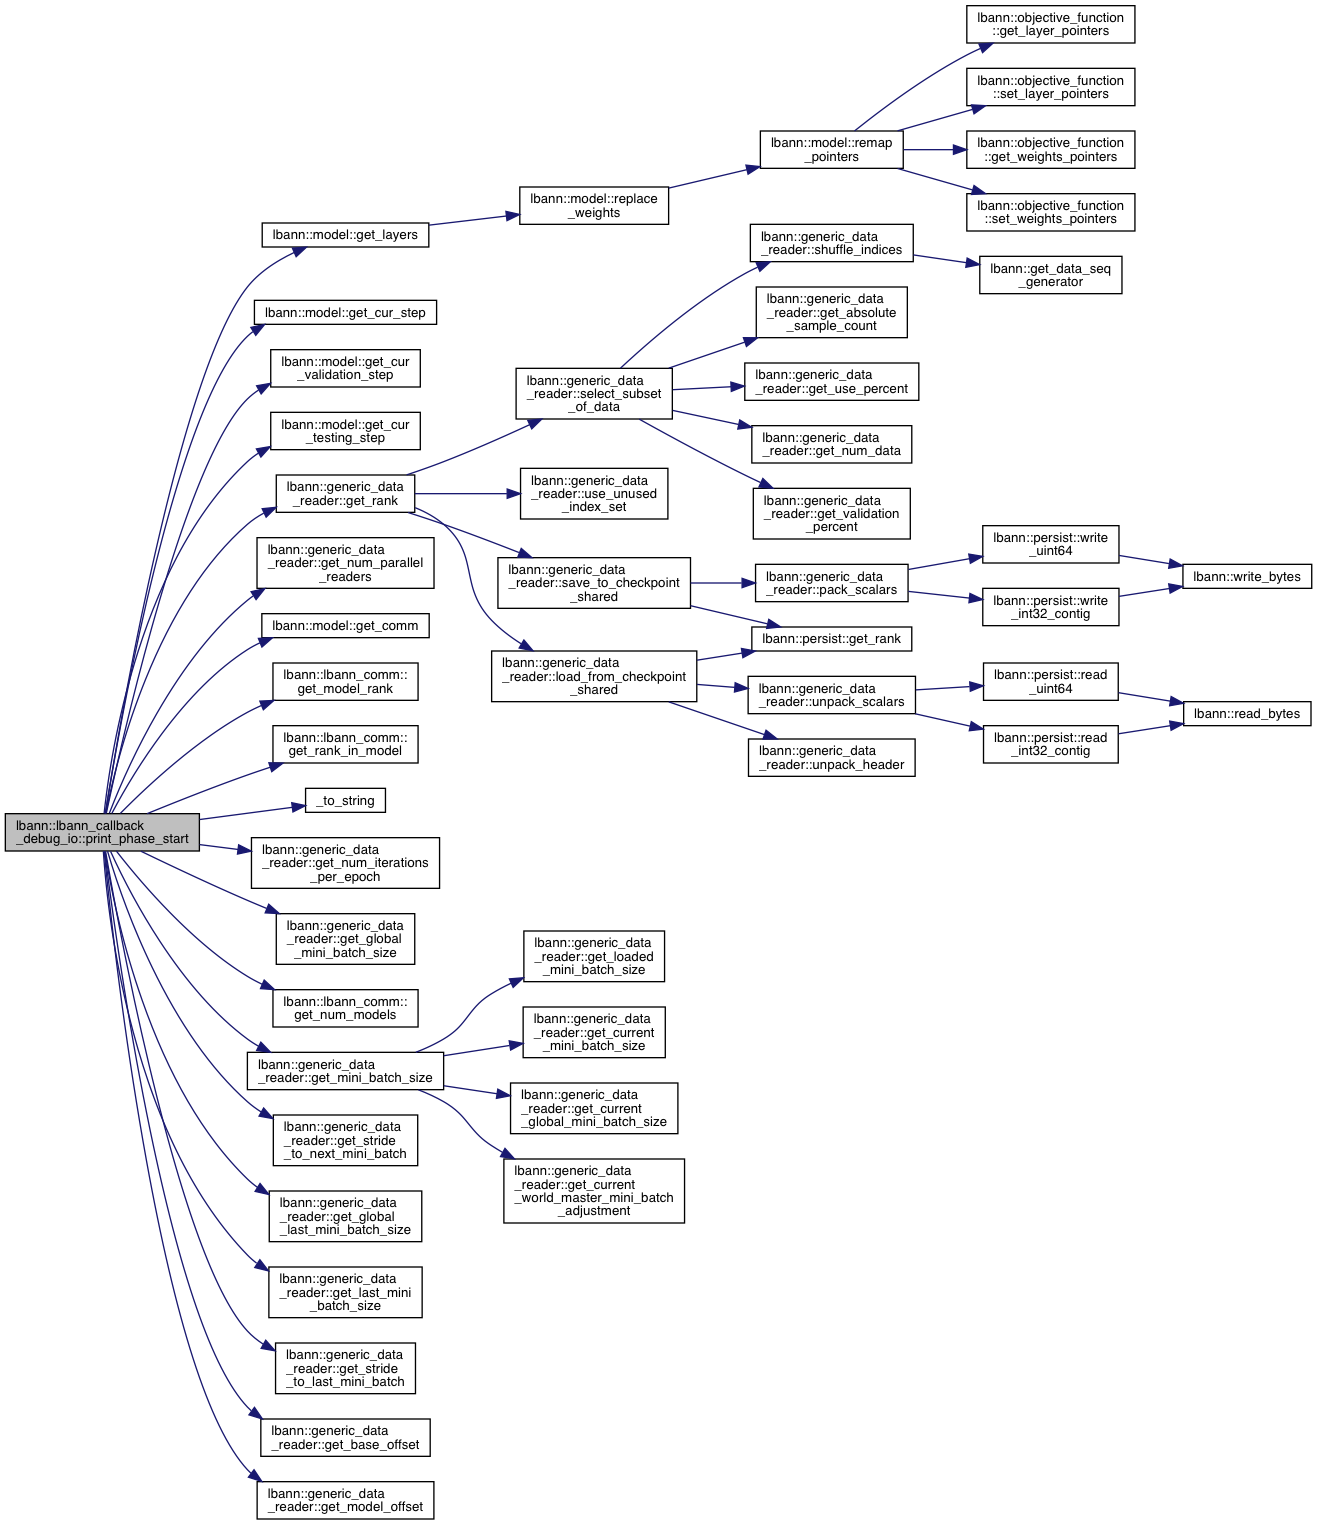 lbann::objective_function
::get_layer_pointers
lbann::objective_function
::set_layer_pointers
lbann::model::remap
_pointers
lbann::objective_function
::get_weights_pointers
lbann::model::replace
_weights
lbann::objective_function
::set_weights_pointers
lbann::model::get_layers
lbann::generic_data
_reader::shuffle_indices
lbann::get_data_seq
_generator
lbann::model::get_cur_step
lbann::generic_data
_reader::get_absolute
_sample_count
lbann::model::get_cur
_validation_step
lbann::generic_data
_reader::select_subset
_of_data
lbann::generic_data
_reader::get_use_percent
lbann::model::get_cur
_testing_step
lbann::generic_data
_reader::get_num_data
lbann::generic_data
_reader::get_rank
lbann::generic_data
_reader::use_unused
_index_set
lbann::generic_data
_reader::get_validation
_percent
lbann::generic_data
_reader::get_num_parallel
_readers
lbann::generic_data
_reader::save_to_checkpoint
_shared
lbann::generic_data
_reader::pack_scalars
lbann::persist::write
_uint64
lbann::write_bytes
lbann::persist::write
_int32_contig
lbann::model::get_comm
lbann::persist::get_rank
lbann::lbann_comm::
get_model_rank
lbann::generic_data
_reader::load_from_checkpoint
_shared
lbann::generic_data
_reader::unpack_scalars
lbann::persist::read
_uint64
lbann::read_bytes
lbann::lbann_comm::
get_rank_in_model
lbann::generic_data
_reader::unpack_header
lbann::persist::read
_int32_contig
_to_string
lbann::lbann_callback
_debug_io::print_phase_start
lbann::generic_data
_reader::get_num_iterations
_per_epoch
lbann::generic_data
_reader::get_global
_mini_batch_size
lbann::generic_data
_reader::get_loaded
_mini_batch_size
lbann::lbann_comm::
get_num_models
lbann::generic_data
_reader::get_current
_mini_batch_size
lbann::generic_data
_reader::get_mini_batch_size
lbann::generic_data
_reader::get_current
_global_mini_batch_size
lbann::generic_data
_reader::get_stride
_to_next_mini_batch
lbann::generic_data
_reader::get_current
_world_master_mini_batch
_adjustment
lbann::generic_data
_reader::get_global
_last_mini_batch_size
lbann::generic_data
_reader::get_last_mini
_batch_size
lbann::generic_data
_reader::get_stride
_to_last_mini_batch
lbann::generic_data
_reader::get_base_offset
lbann::generic_data
_reader::get_model_offset